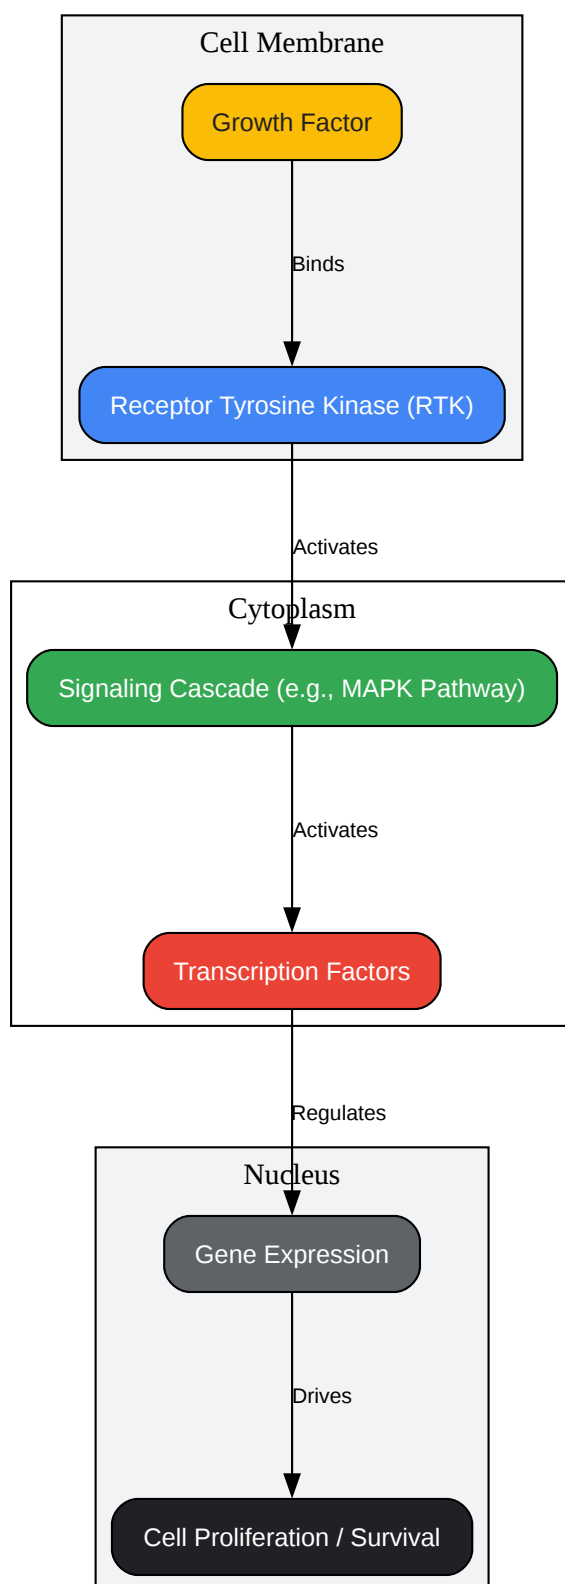 Cell Membrane
Growth Factor
Binds
Receptor Tyrosine Kinase (RTK)
Activates
Cytoplasm
Signaling Cascade (e.g., MAPK Pathway)
Activates
Transcription Factors
Regulates
Nucleus
Gene Expression
Drives
Cell Proliferation / Survival